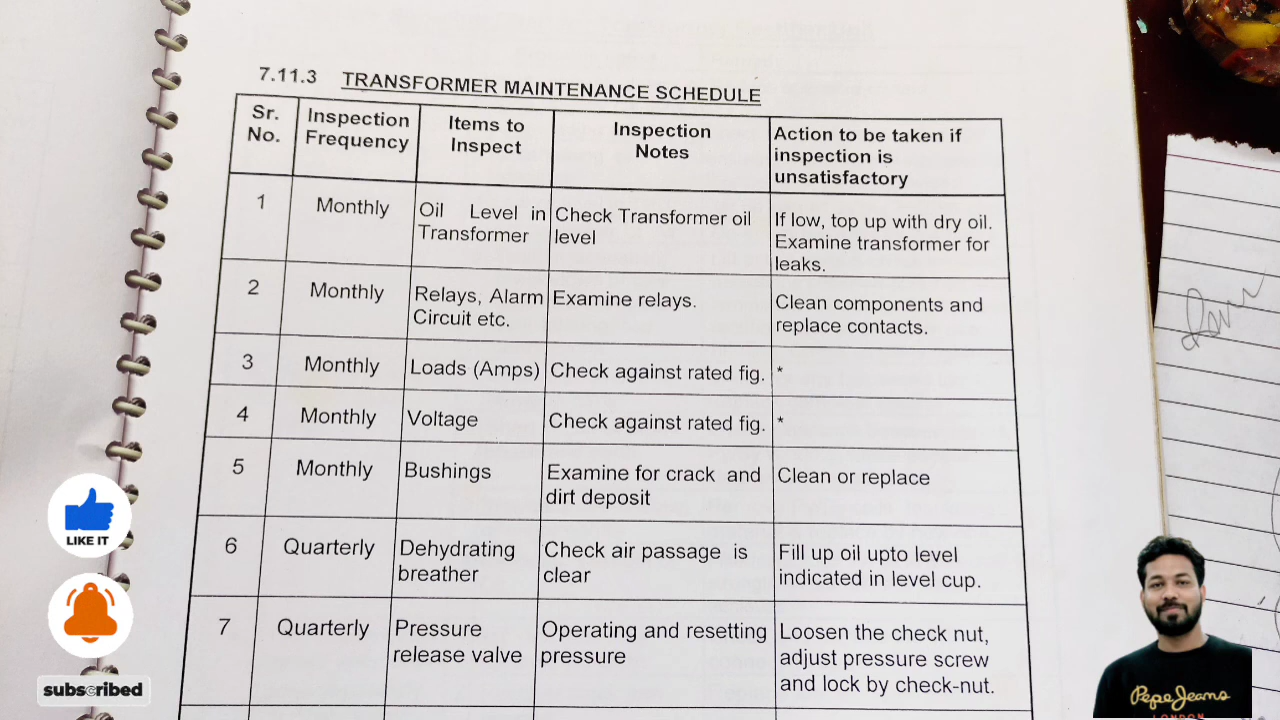 7.11.3 TRANSFORMER MAINTENANCE SCHEDULE
Sr. No.
Inspection Frequency
Items to Inspect
Inspection Notes
Action to be taken if inspection is unsatisfactory
1
Monthly
Oil Level in
Transformer
Check Transformer oil
level
If low, top up with dry oil.
Examine transformer for
leaks.
2
Monthly
Relays, Alarm
Circuit etc.
Examine relays.
Clean components and
replace contacts.
3
Monthly
Loads (Amps)
Check against rated fig.
*
4
Monthly
Voltage
Check against rated fig.
*
5
Monthly
Bushings
Examine for crack and
dirt deposit
Clean or replace
6
Quarterly
Dehydrating
breather
Check air passage is
clear
Fill up oil upto level
indicated in level cup.
7
Quarterly
Pressure
release valve
Operating and resetting
pressure
Loosen the check nut,
adjust pressure screw
and lock by check-nut.
LIKE IT
subscribed
Pepe Jeans
LONDON